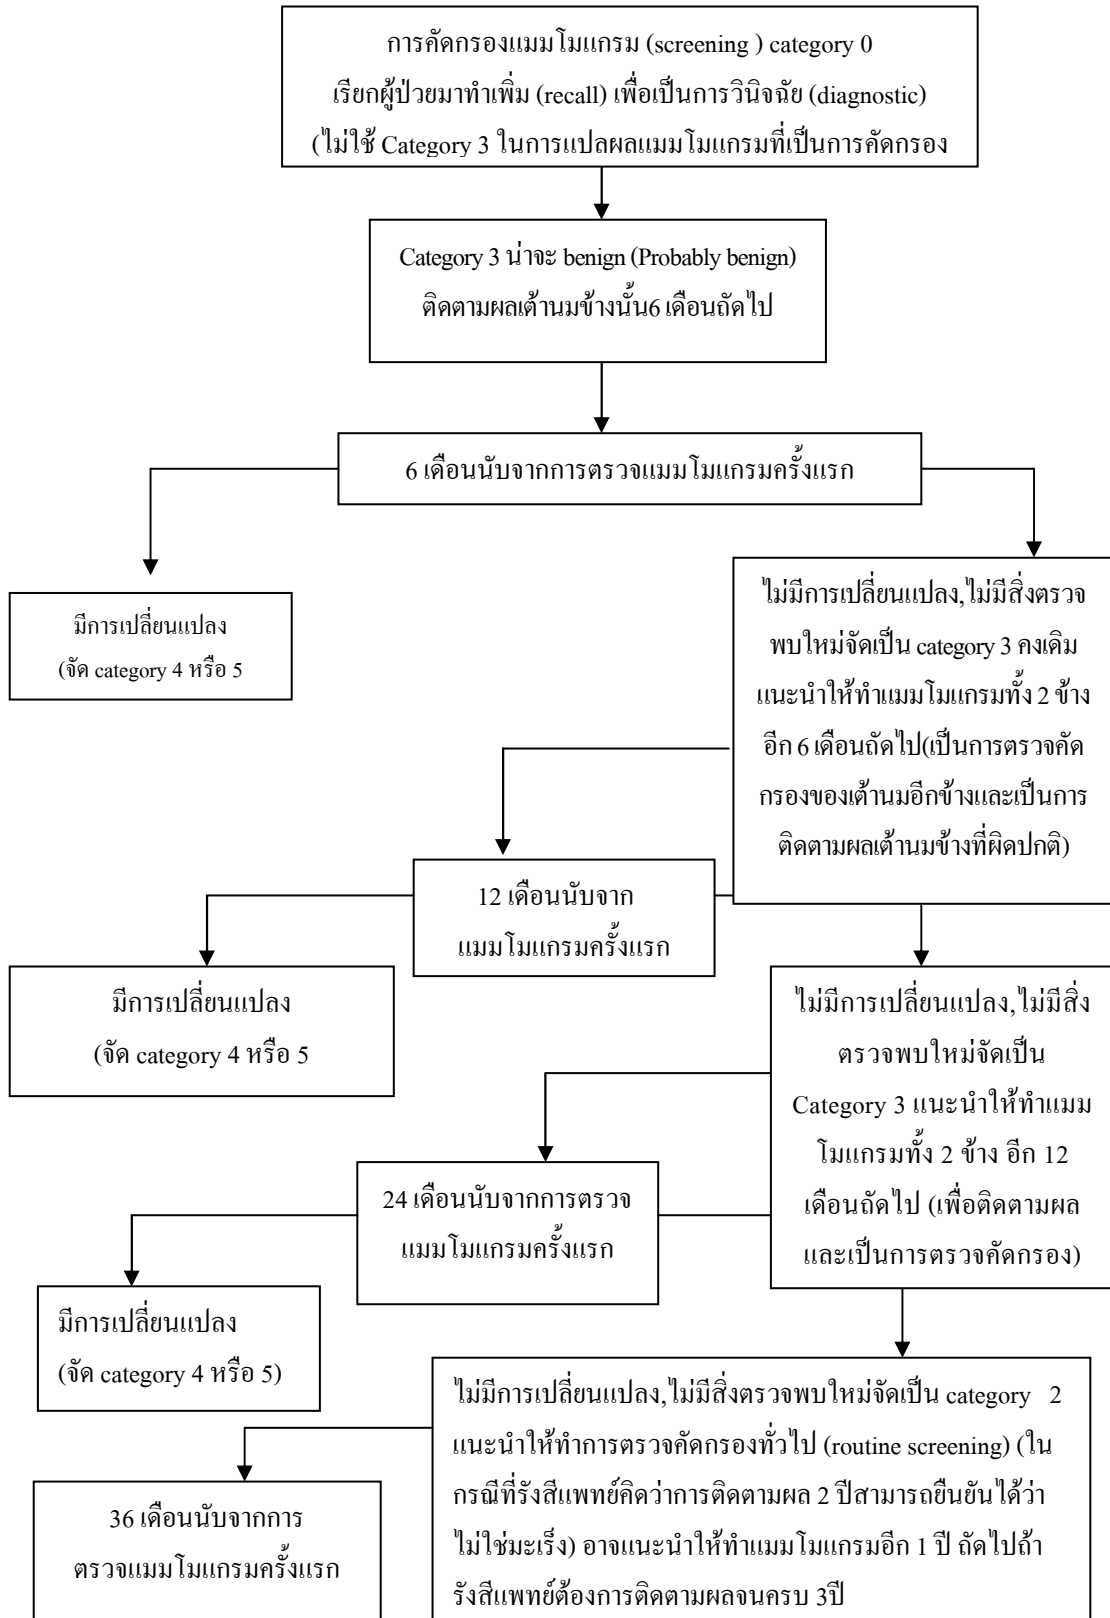 การคัดกรองแมมโมแกรม (screening ) category 0
เรียกผู้ป่วยมาทำเพิ่ม (recall) เพื่อเป็นการวินิจฉัย (diagnostic)
(ไม่ใช้ Category 3 ในการแปลผลแมมโมแกรมที่เป็นการคัดกรอง
Category 3 น่าจะ benign (Probably benign)
ติดตามผลเต้านมข้างนั้น6 เดือนถัดไป
6 เดือนนับจากการตรวจแมมโมแกรมครั้งแรก
มีการเปลี่ยนแปลง
(จัด category 4 หรือ 5
ไม่มีการเปลี่ยนแปลง,ไม่มีสิ่งตรวจ
พบใหม่จัดเป็น category 3 คงเดิม
แนะนำให้ทำแมมโมแกรมทั้ง 2 ข้าง
อีก 6 เดือนถัดไป(เป็นการตรวจคัด
กรองของเต้านมอีกข้างและเป็นการ
ติดตามผลเต้านมข้างที่ผิดปกติ)
12 เดือนนับจาก
แมมโมแกรมครั้งแรก
มีการเปลี่ยนแปลง
(จัด category 4 หรือ 5
ไม่มีการเปลี่ยนแปลง,ไม่มีสิ่ง
ตรวจพบใหม่จัดเป็น
Category 3 แนะนำให้ทำแมม
โมแกรมทั้ง 2 ข้าง อีก 12
เดือนถัดไป (เพื่อติดตามผล
และเป็นการตรวจคัดกรอง)
24 เดือนนับจากการตรวจ
แมมโมแกรมครั้งแรก
มีการเปลี่ยนแปลง
(จัด category 4 หรือ 5)
ไม่มีการเปลี่ยนแปลง,ไม่มีสิ่งตรวจพบใหม่จัดเป็น category 2
แนะนำให้ทำการตรวจคัดกรองทั่วไป (routine screening) (ใน
กรณีที่รังสีแพทย์คิดว่าการติดตามผล 2 ปีสามารถยืนยันได้ว่า
ไม่ใช่มะเร็ง) อาจแนะนำให้ทำแมมโมแกรมอีก 1 ปี ถัดไปถ้า
รังสีแพทย์ต้องการติดตามผลจนครบ 3ปี
36 เดือนนับจากการ
ตรวจแมมโมแกรมครั้งแรก